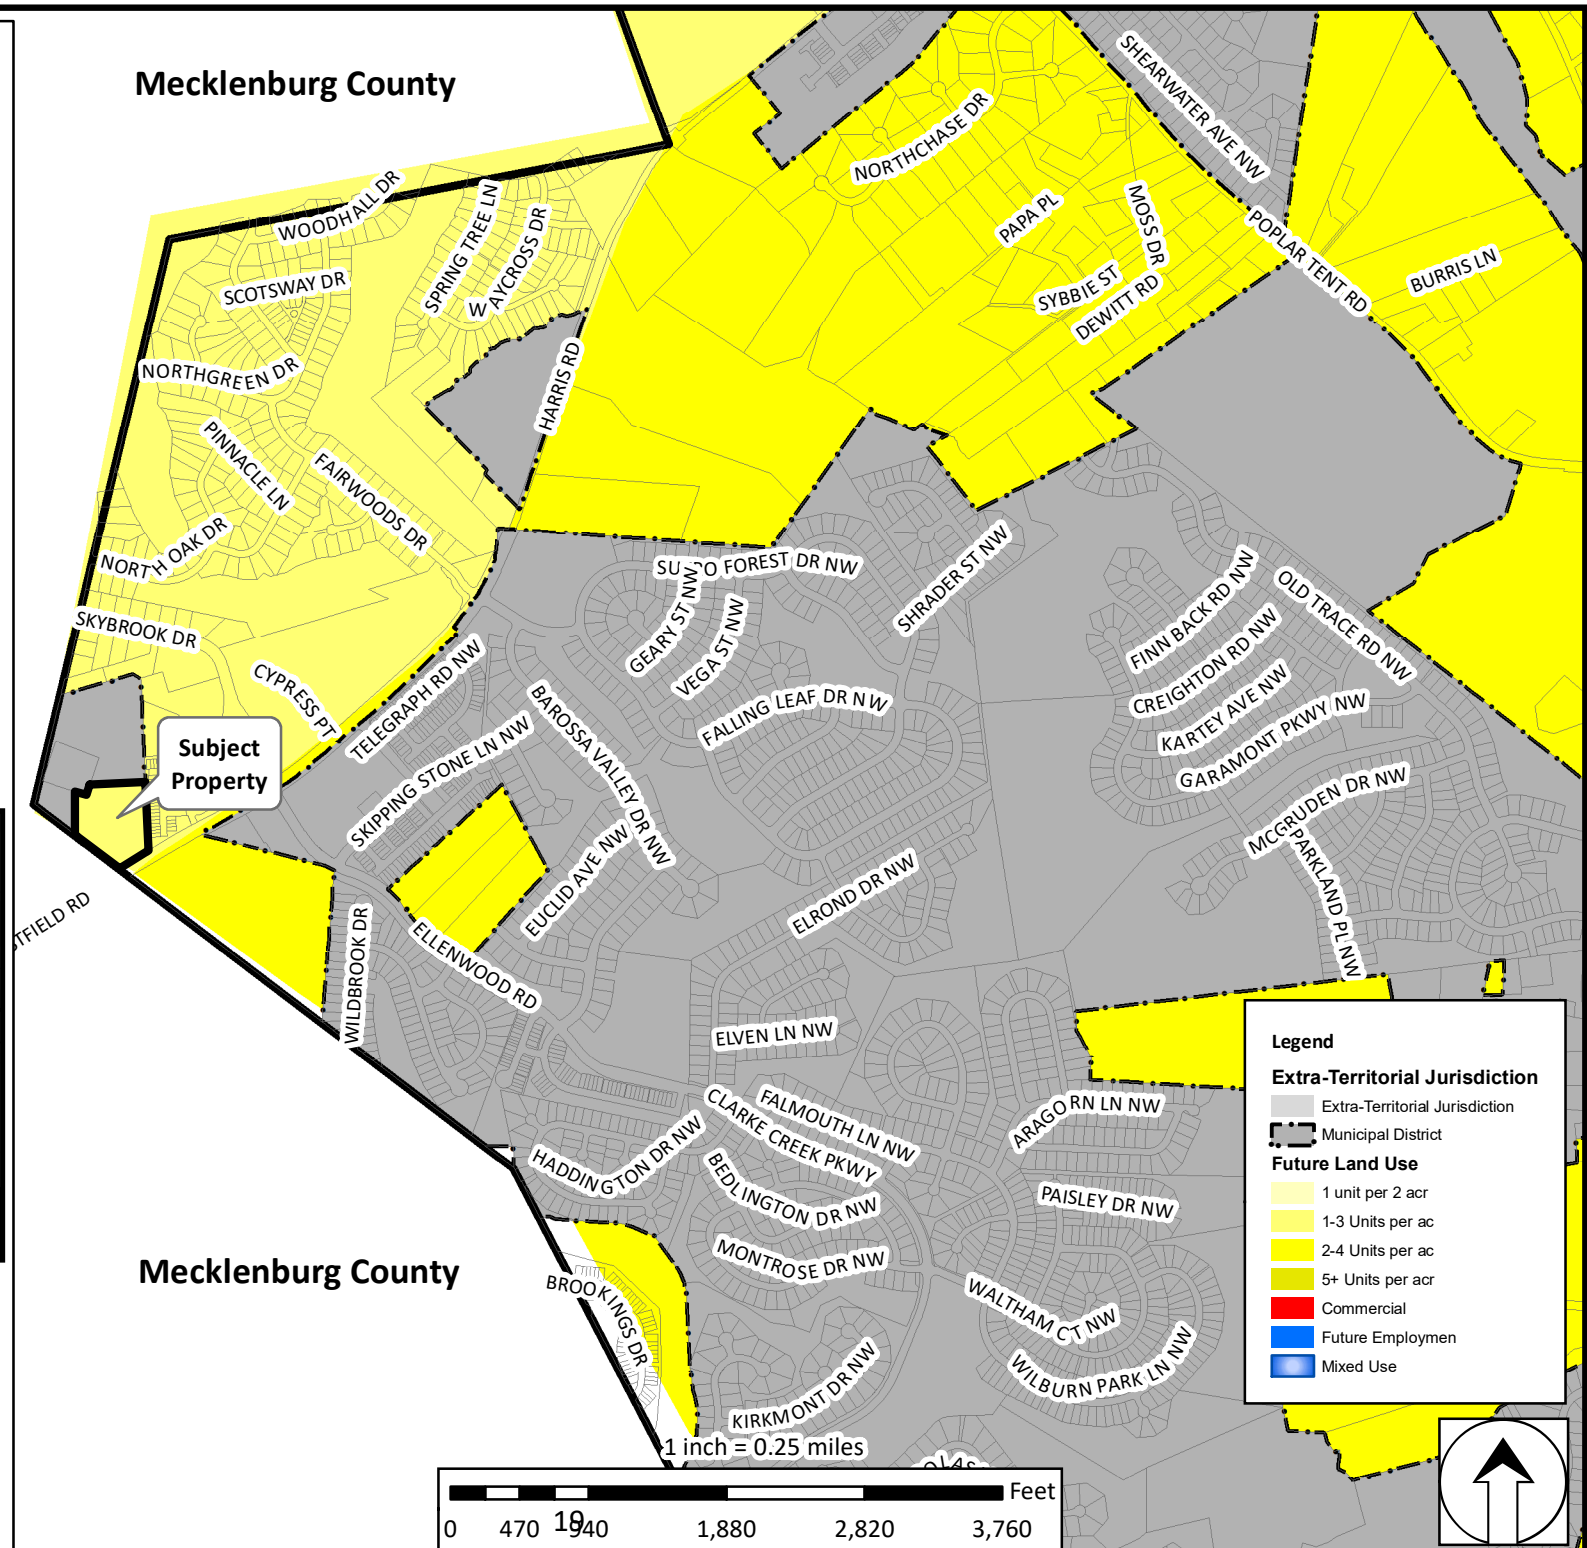 Mecklenburg County
SHEARWATER AVE NW
NORTHCHASE DR
WOODHALL DR
SPRING TREE LN
WAYCROSS DR
PAPA PL
MOSS DR
POPLAR TENT RD
BURRIS LN
SCOTSWAY DR
SYBBIE ST
DEWITT RD
NORTHGREEN DR
HARRIS RD
PINNACLE LN
FAIRWOODS DR
NORTH OAK DR
FOREST DR NW
SHRADER ST NW
GEARY ST NW
VEGA ST NW
FINN BACK RD NW
OLD TRACE RD NW
CREIGHTON RD NW
KARTEY AVE NW
GARAMONT PKWY NW
SKYBROOK DR
CYPRESS PT
TELEGRAPH RD NW
BAROSSA VALLEY DR NW
FALLING LEAF DR NW
Subject
Property
SKIPPING STONE LN NW
MCGRUDEN DR NW
PARKLAND PL NW
EUCLID AVE NW
ELROND DR NW
TFIELD RD
WILDBROOK DR
ELLENWOOD RD
ELVEN LN NW
CLARKE CREEK PKWY
FALMOUTH LN NW
ARAGORN LN NW
HADDINGTON DR NW
BEDLINGTON DR NW
PAISLEY DR NW
MONTROSE DR NW
Mecklenburg County
BROOKINGS DR
WALTHAM CT NW
WILBURN PARK LN NW
KIRKMONT DR NW
Legend
Extra-Territorial Jurisdiction
Extra-Territorial Jurisdiction
Municipal District
Future Land Use
1 unit per 2 acr
1-3 Units per ac
2-4 Units per ac
5+ Units per acr
Commercial
Future Employmen
Mixed Use
1 inch = 0.25 miles
Feet
0 470 940 1,880 2,820 3,760
19